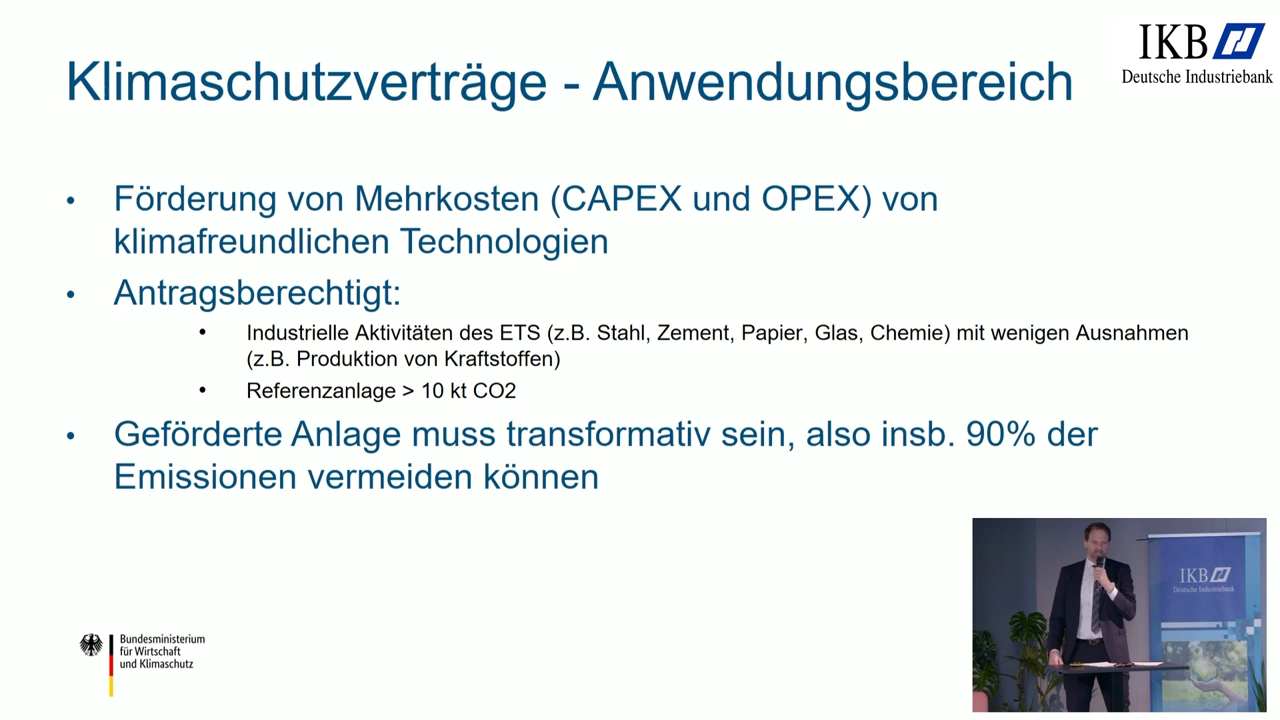 IKB
Deutsche Industriebank
Klimaschutzverträge - Anwendungsbereich
• Förderung von Mehrkosten (CAPEX und OPEX) von
klimafreundlichen Technologien
• Antragsberechtigt:
• Industrielle Aktivitäten des ETS (z.B. Stahl, Zement, Papier, Glas, Chemie) mit wenigen Ausnahmen
(z.B. Produktion von Kraftstoffen)
• Referenzanlage > 10 kt CO2
• Geförderte Anlage muss transformativ sein, also insb. 90% der
Emissionen vermeiden können
Bundesministerium
für Wirtschaft
und Klimaschutz
IKB
Deutsche Industriebank